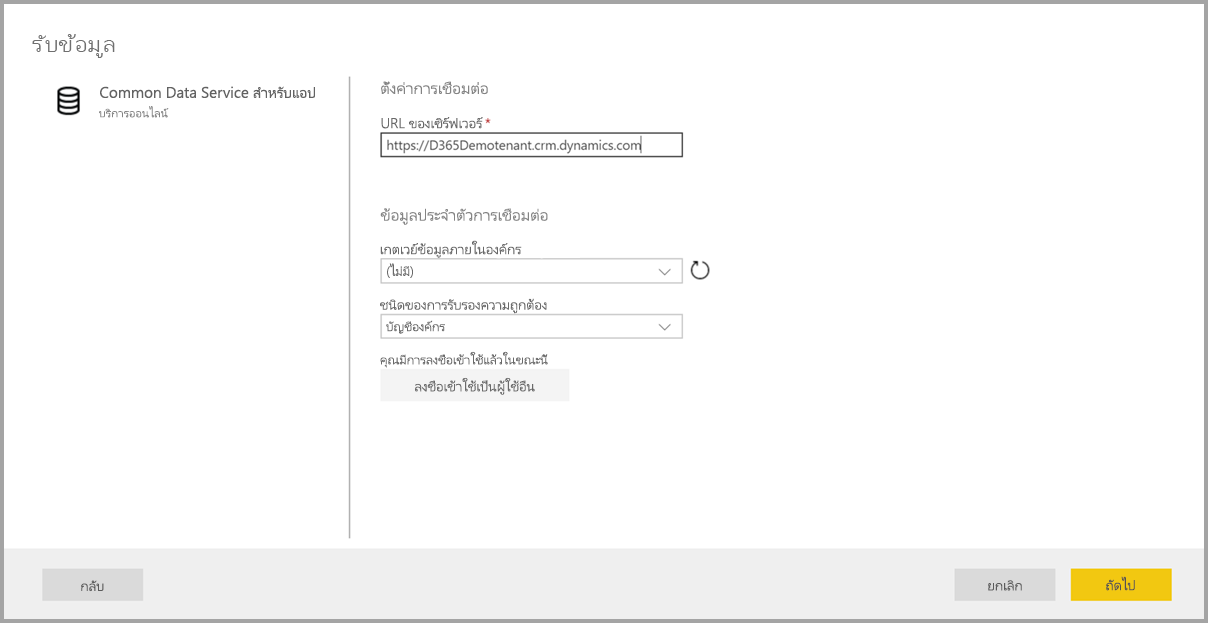 รับข้อมูล
Common Data Service สำหรับแอป
บริการออนไลน์
ตั้งค่าการเชื่อมต่อ
URL ของเซิร์ฟเวอร์ *
https://D365Demotenant.crm.dynamics.com
ข้อมูลประจำตัวการเชื่อมต่อ
เกตเวย์ข้อมูลภายในองค์กร
(ไม่มี)
ชนิดของการรับรองความถูกต้อง
บัญชีองค์กร
คุณมีการลงชื่อเข้าใช้แล้วในขณะนี้
ลงชื่อเข้าใช้เป็นผู้ใช้อื่น
กลับ
ยกเลิก
ถัดไป